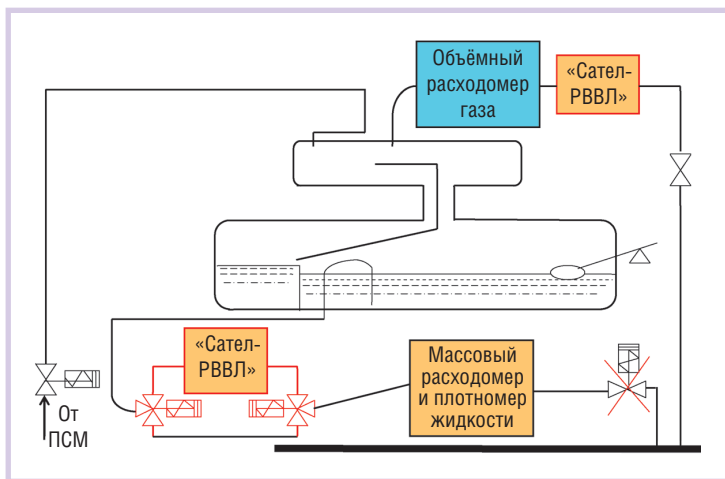 Объёмный
расходомер
газа
«Сател-
РВВЛ»
«Сател-
РВВЛ»
Массовый
расходомер
и плотномер
жидкости
От
ПСМ